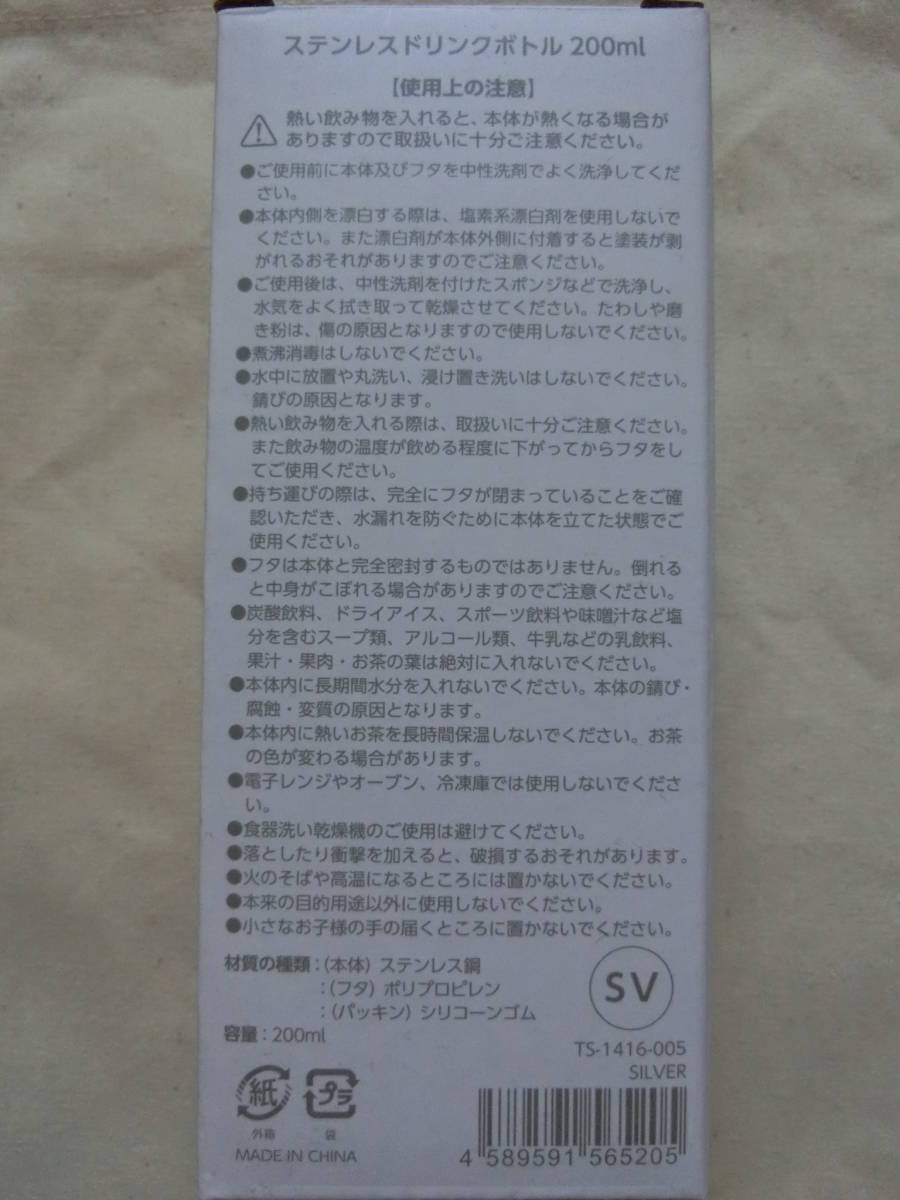 ステンレスドリンクボトル 200ml
【使用上の注意】
熱い飲み物を入れると、本体が熱くなる場合が
ありますので取扱いに十分ご注意ください。
●ご使用前に本体及びフタを中性洗剤でよく洗浄してくだ
さい。
●本体内側を漂白する際は、塩素系漂白剤を使用しないで
ください。また漂白剤が本体外側に付着すると塗装が剥
がれるおそれがありますのでご注意ください。
●ご使用後は、中性洗剤を付けたスポンジなどで洗浄し、
水気をよく拭き取って乾燥させてください。たわしや磨
き粉は、傷の原因となりますので使用しないでください。
●煮沸消毒はしないでください。
●水中に放置や丸洗い、浸け置き洗いはしないでください。
錆びの原因となります。
●熱い飲み物を入れる際は、取扱いに十分ご注意ください。
また飲み物の温度が飲める程度に下がってからフタをし
てご使用ください。
●持ち運びの際は、完全にフタが閉まっていることをご確
認いただき、水漏れを防ぐために本体を立てた状態でご
使用ください。
●フタは本体と完全密封するものではありません。倒れる
と中身がこぼれる場合がありますのでご注意ください。
●炭酸飲料、ドライアイス、スポーツ飲料や味噌汁など塩
分を含むスープ類、アルコール類、牛乳などの乳飲料、
果汁・果肉・お茶の葉は絶対に入れないでください。
●本体内に長期間水分を入れないでください。本体の錆び・
腐蝕・変質の原因となります。
●本体内に熱いお茶を長時間保温しないでください。お茶
の色が変わる場合があります。
●電子レンジやオーブン、冷凍庫では使用しないでくださ
い。
●食器洗い乾燥機のご使用は避けてください。
●落としたり衝撃を加えると、破損するおそれがあります。
●火のそばや高温になるところには置かないでください。
●本来の目的用途以外に使用しないでください。
●小さなお子様の手の届くところに置かないでください。
材質の種類：（本体）ステンレス鋼
：（フタ）ポリプロピレン
：（パッキン）シリコーンゴム
容量：200ml
SV
TS-1416-005
SILVER
紙 プラ
外箱 袋
MADE IN CHINA
4 589591 565205